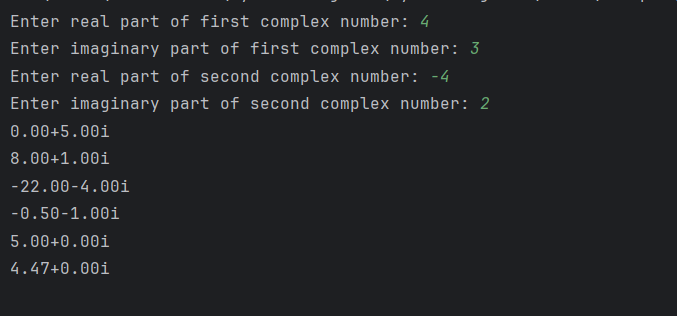 Enter real part of first complex number: 4
Enter imaginary part of first complex number: 3
Enter real part of second complex number: -4
Enter imaginary part of second complex number: 2
0.00+5.00i
8.00+1.00i
-22.00-4.00i
-0.50-1.00i
5.00+0.00i
4.47+0.00i